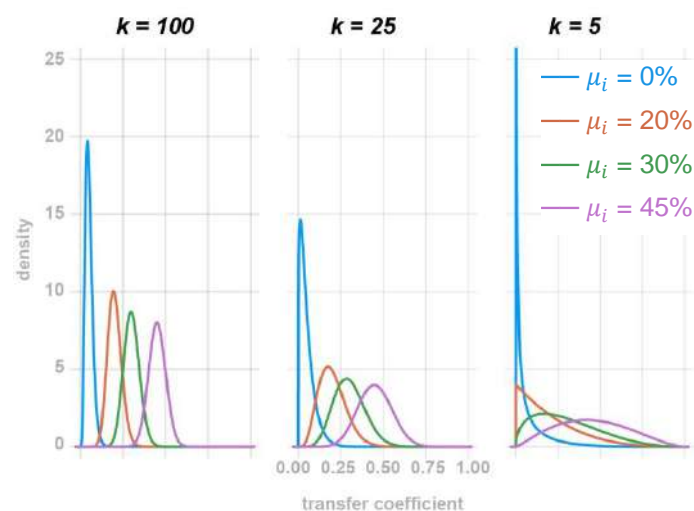 k = 100
k = 25
k = 5
25
20
15
10
5
0
density
μᵢ = 0%
μᵢ = 20%
μᵢ = 30%
μᵢ = 45%
0.00 0.25 0.50 0.75 1.00
transfer coefficient